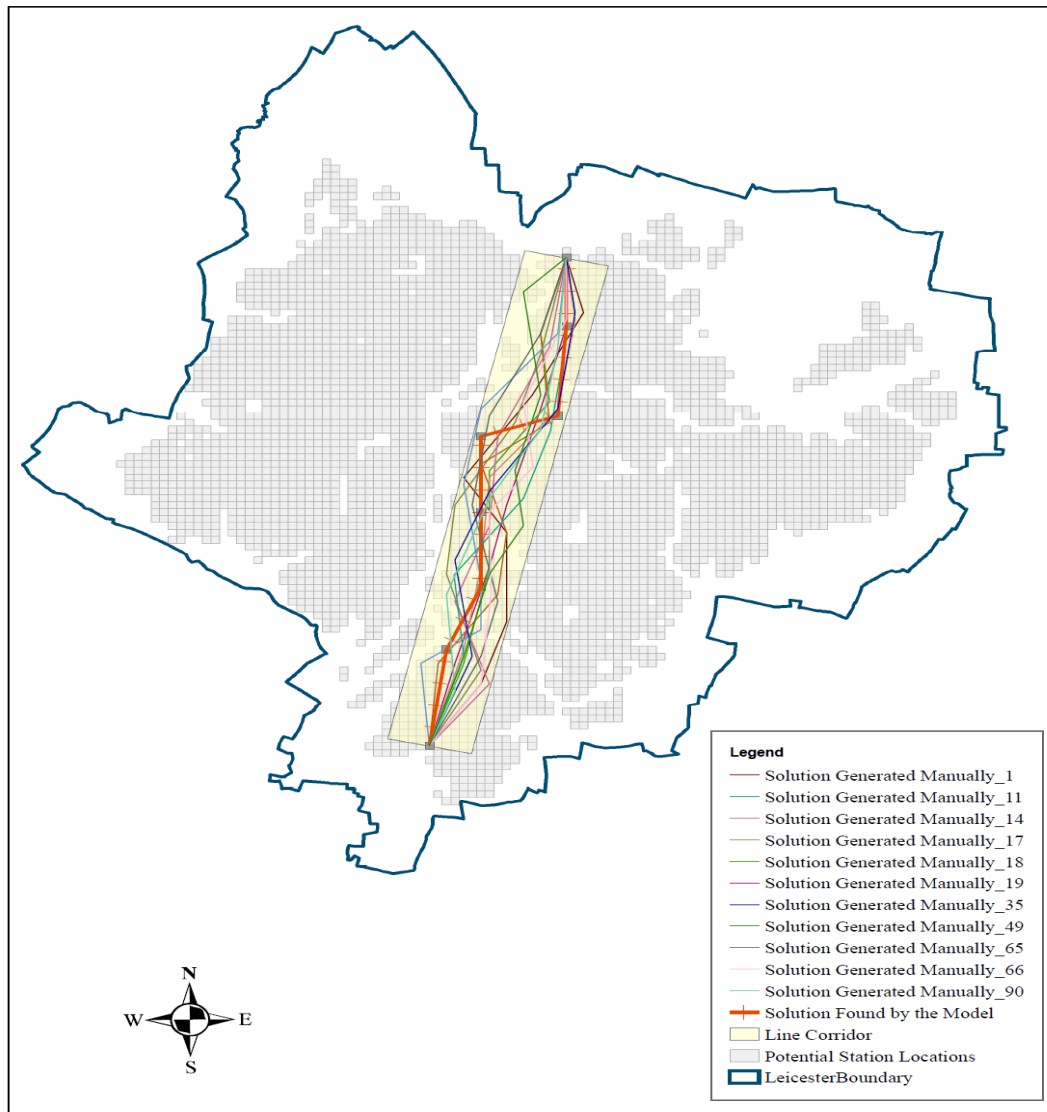 Legend
Solution Generated Manually_1
Solution Generated Manually_11
Solution Generated Manually_14
Solution Generated Manually_17
Solution Generated Manually_18
Solution Generated Manually_19
Solution Generated Manually_35
Solution Generated Manually_49
Solution Generated Manually_65
Solution Generated Manually_66
Solution Generated Manually_90
Solution Found by the Model
Line Corridor
Potential Station Locations
LeicesterBoundary
N
W E
S